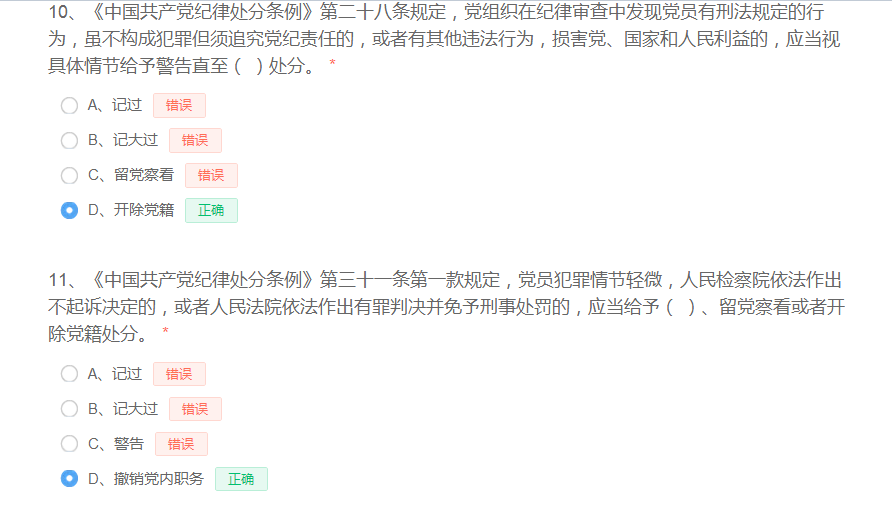 10、《中国共产党纪律处分条例》第二十八条规定，党组织在纪律审查中发现党员有刑法规定的行
为，虽不构成犯罪但须追究党纪责任的，或者有其他违法行为，损害党、国家和人民利益的，应当视
具体情节给予警告直至（ ）处分。 *
A、记过 错误
B、记大过 错误
C、留党察看 错误
D、开除党籍 正确
11、《中国共产党纪律处分条例》第三十一条第一款规定，党员犯罪情节轻微，人民检察院依法作出
不起诉决定的，或者人民法院依法作出有罪判决并免予刑事处罚的，应当给予（ ）、留党察看或者开
除党籍处分。 *
A、记过 错误
B、记大过 错误
C、警告 错误
D、撤销党内职务 正确